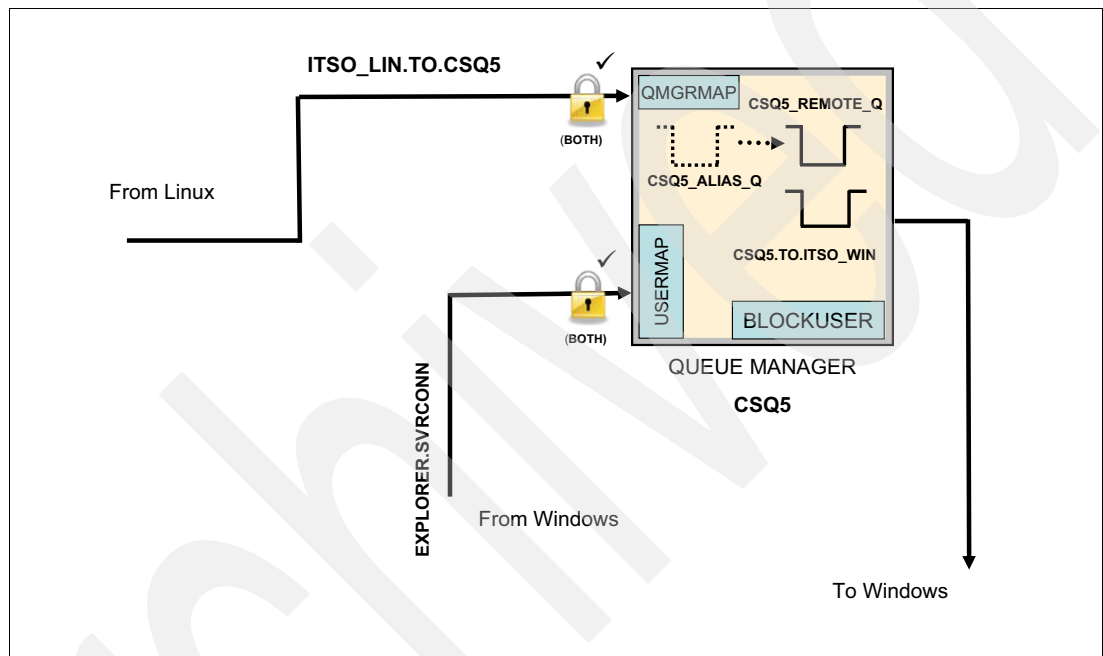 ITSO_LIN.TO.CSQ5
✓
(BOTH)
QMGRMAP
CSQ5_REMOTE_Q
CSQ5_ALIAS_Q
From Linux
CSQ5.TO.ITSO_WIN
✓
(BOTH)
USERMAP
BLOCKUSER
QUEUE MANAGER
CSQ5
EXPLORER.SVRCONN
From Windows
To Windows